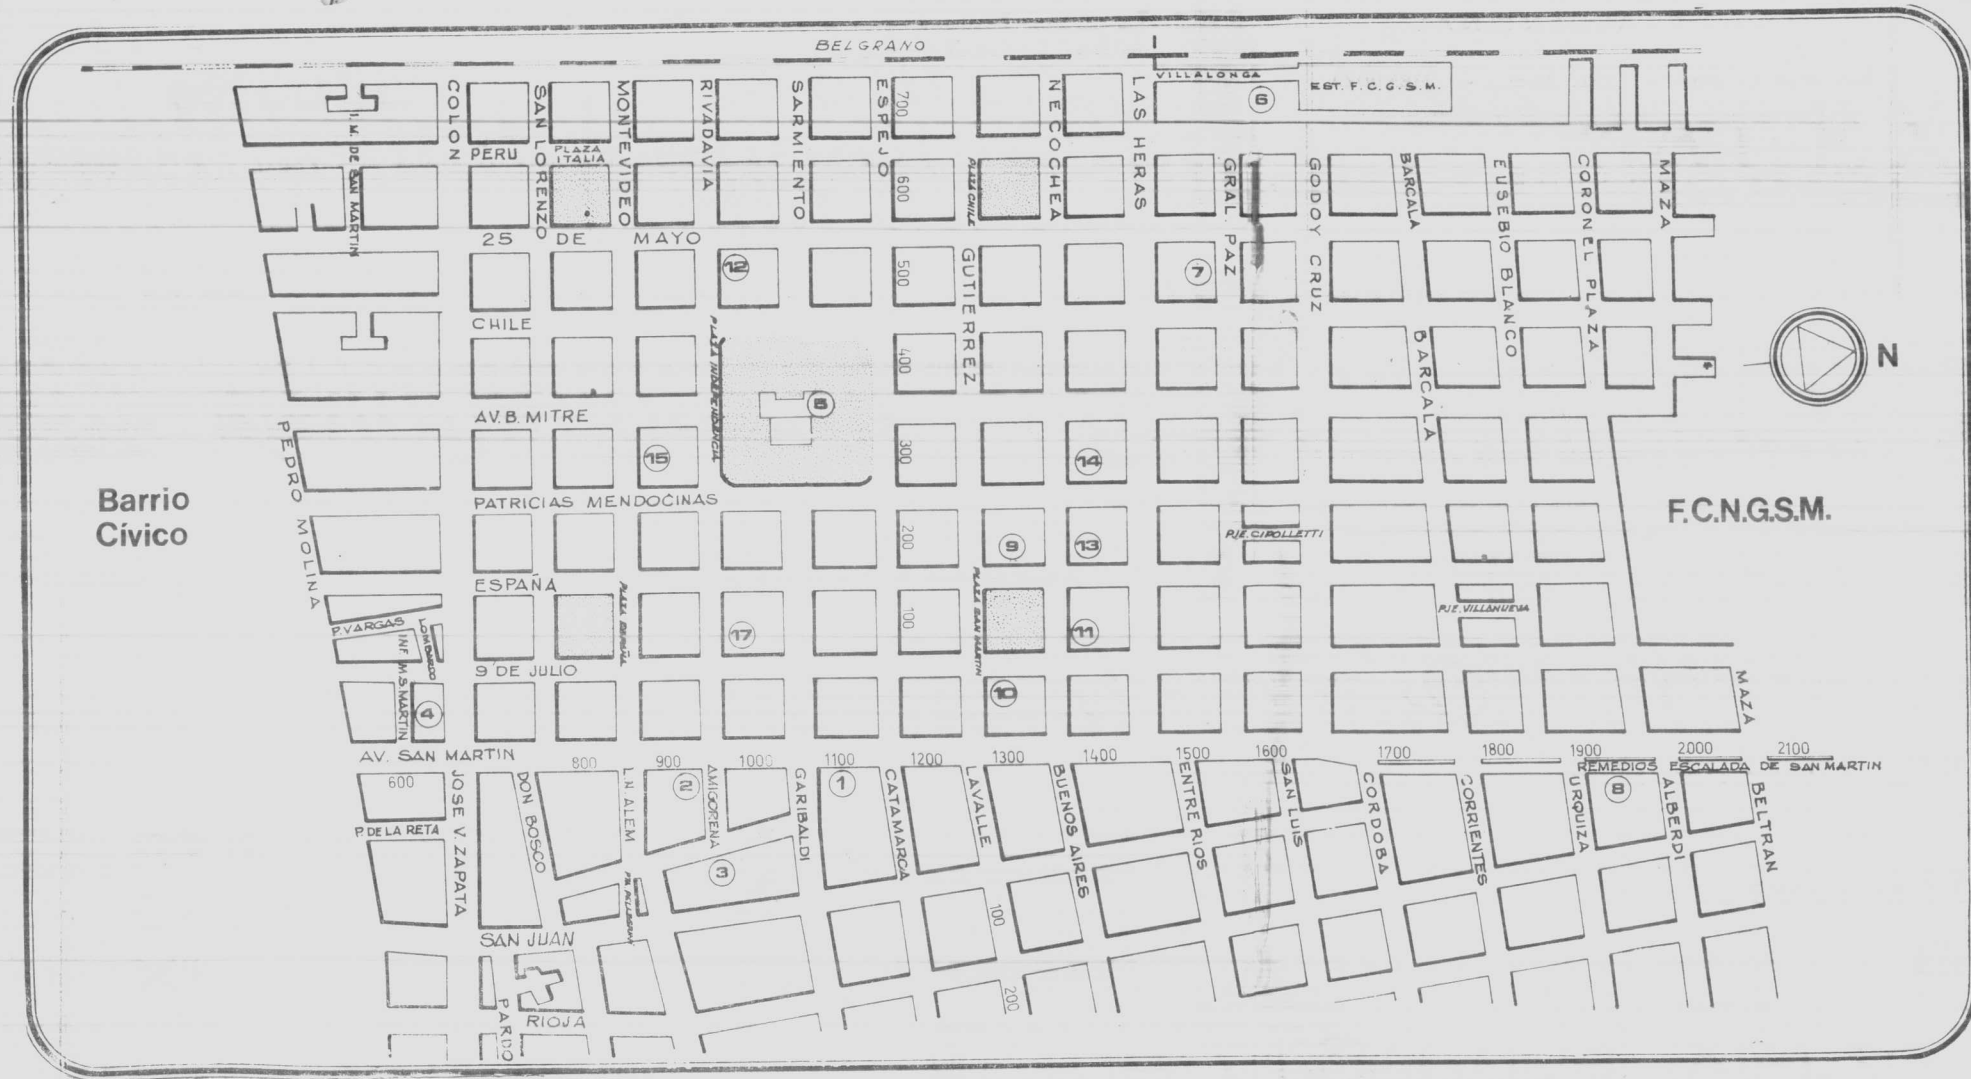 BELGRANO
VILLALONGA
EST. F. C. G. S. M.
6
COLON
SAN LORENZO
MONTEVIDEO
RIVADAVIA
SARMIENTO
ESPEJO
700
NECOCHEA
LAS HERAS
I. M. DE SAN MARTIN
PERU
PLAZA
ITALIA
600
PLAZA CHILE
GRAL. PAZ
GODOY CRUZ
BARCALA
EUSEBIO BLANCO
CORONEL PLAZA
MAZA
25 DE MAYO
12
500
GUTIERREZ
7
CHILE
PLAZA INDEPENDENCIA
400
BARCALA
N
5
AV. B. MITRE
PEDRO MOLINA
15
300
14
Barrio
Cívico
PATRICIAS MENDOCINAS
F.C.N.G.S.M.
200
9
13
PJE. CIPOLLETTI
ESPAÑA
PLAZA ESPAÑA
PLAZA SAN MARTIN
100
PJE. VILLANUEVA
P. VARGAS
LOMBARDO
INF. M. S. MARTIN
17
11
9 DE JULIO
4
10
MAZA
AV. SAN MARTIN
800
900
1000
1100
1200
1300
1400
1500
1600
1700
1800
1900
2000
2100
REMEDIOS ESCALADA DE SAN MARTIN
600
JOSE V. ZAPATA
DON BOSCO
L. N. ALEM
2
AMIGORENA
GARIBALDI
1
CATAMARCA
LAVALLE
BUENOS AIRES
ENTRE RIOS
SAN LUIS
CORDOBA
CORRIENTES
URQUIZA
8
ALBERDI
BELTRAN
P. DE LA RETA
3
100
SAN JUAN
200
PARDO
RIOJA